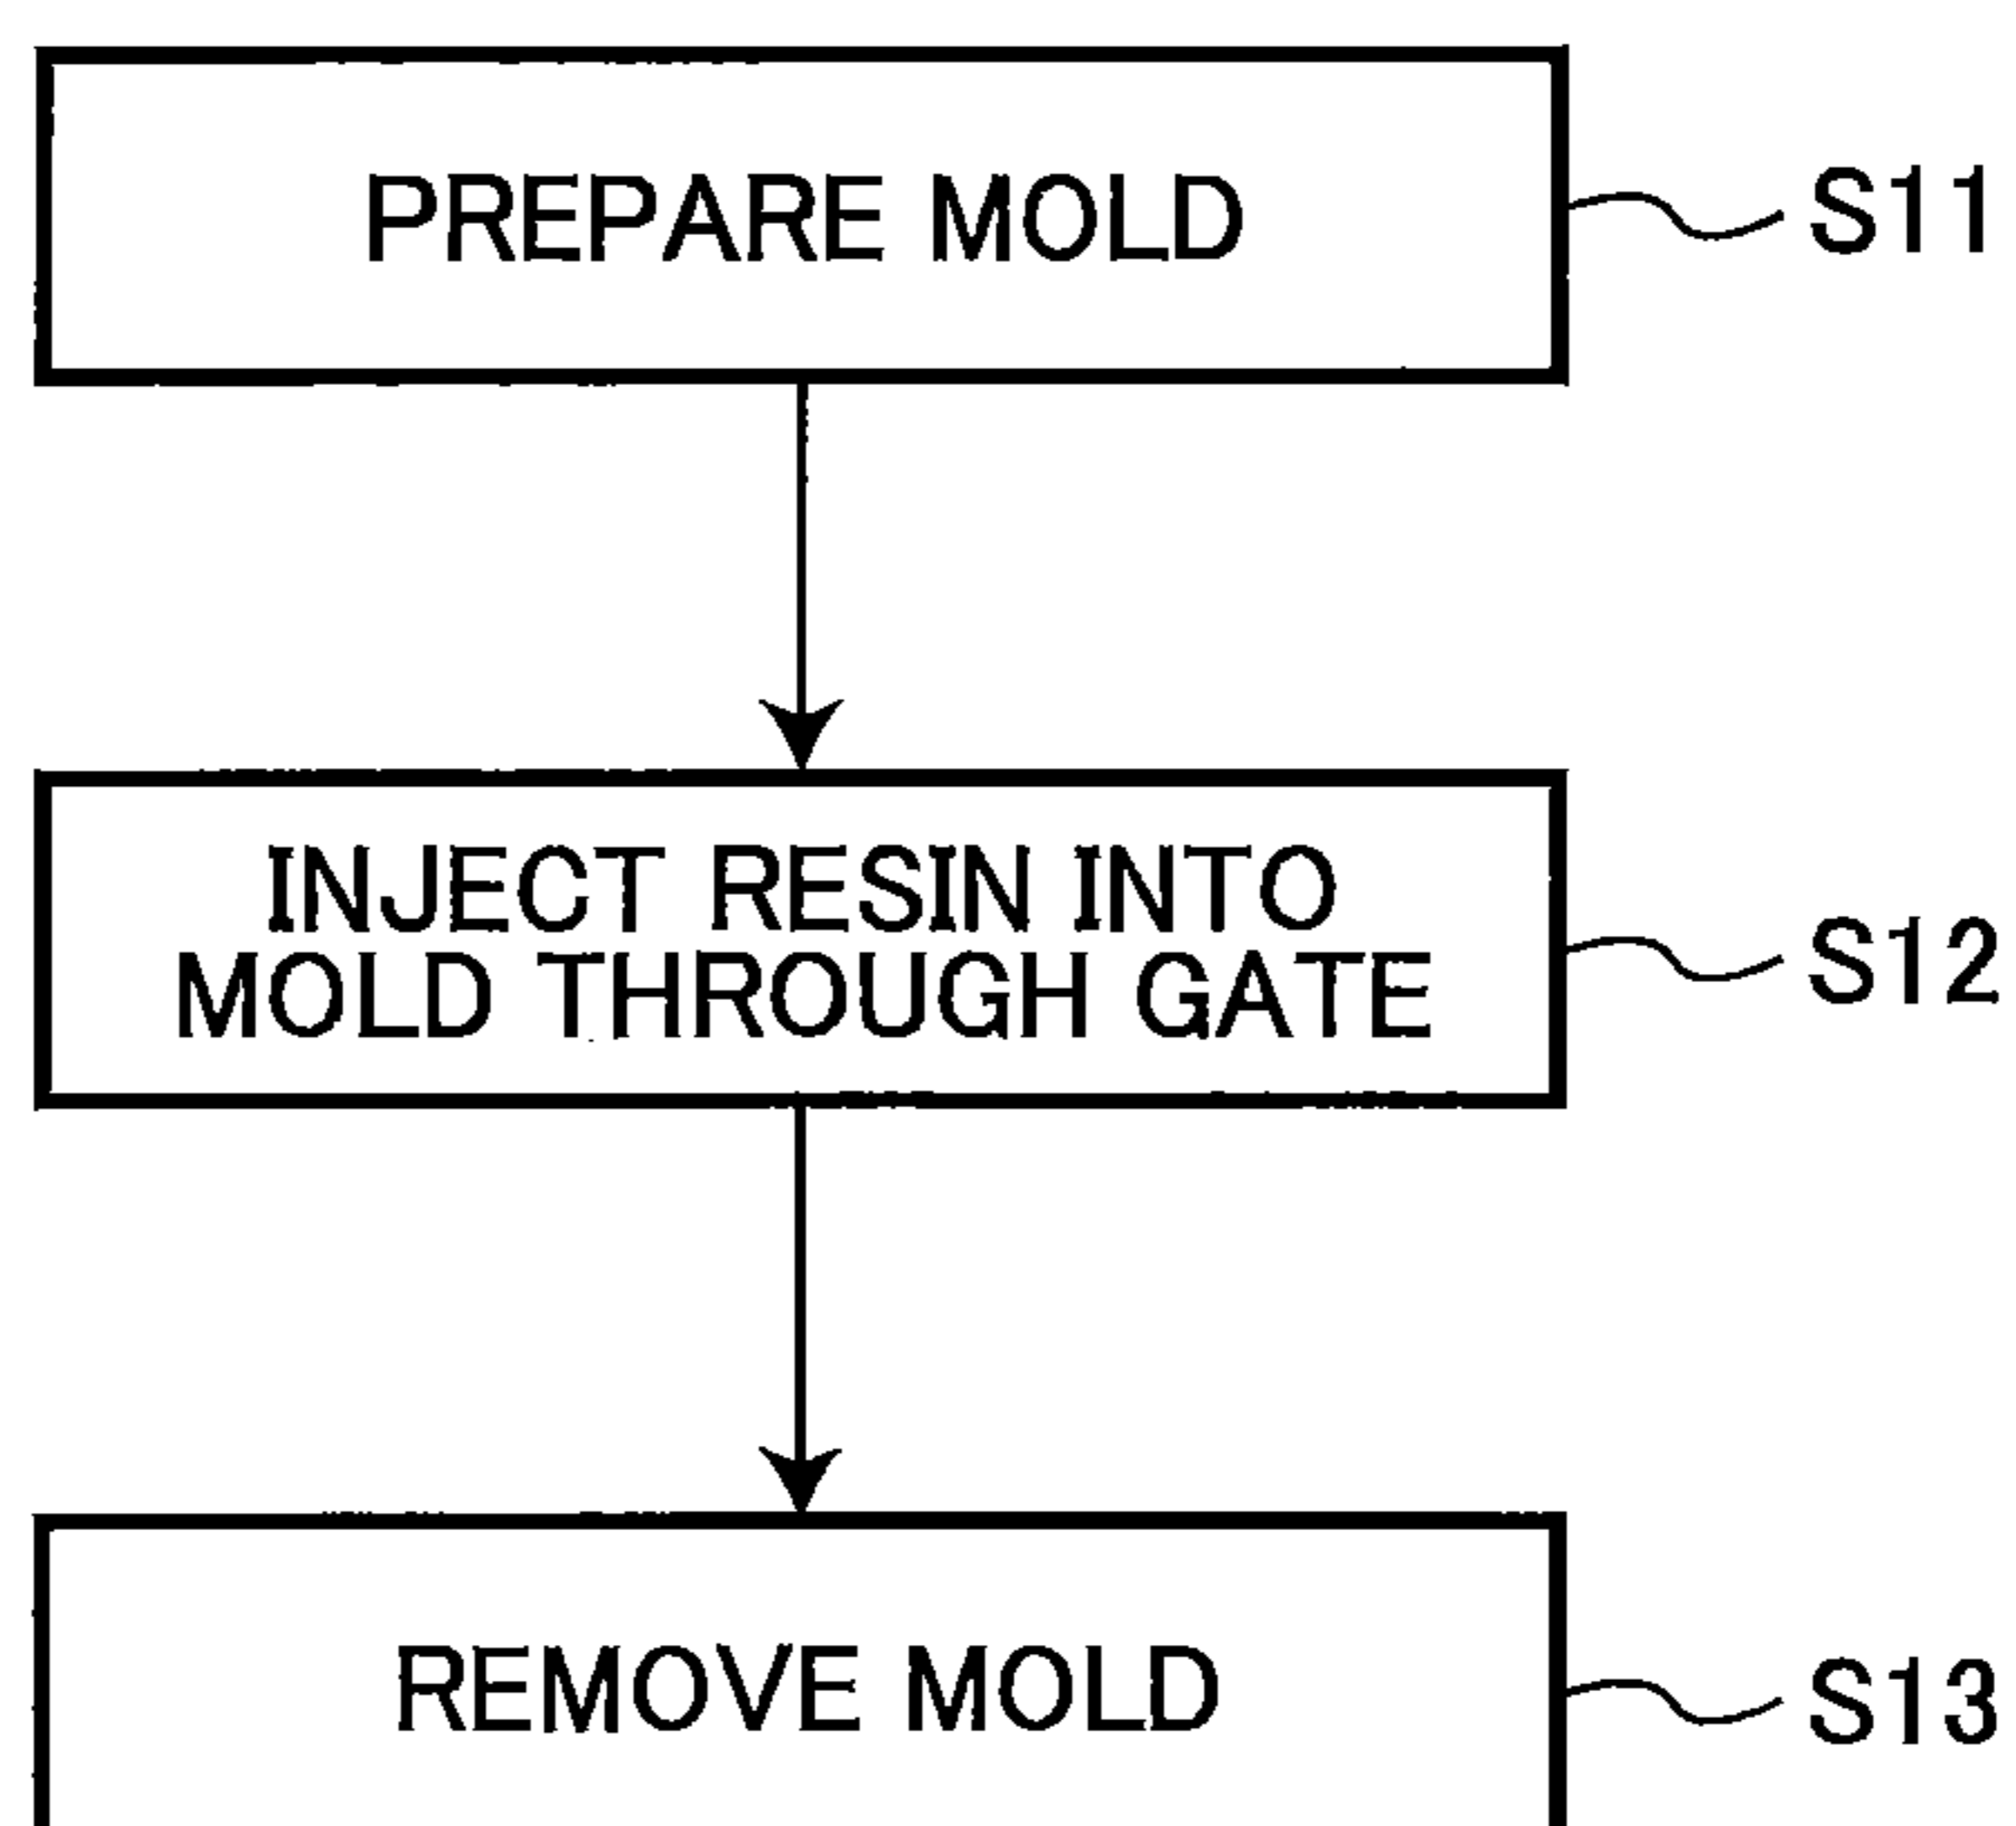 PREPARE MOLD
S11
INJECT RESIN INTO
MOLD THROUGH GATE
S12
REMOVE MOLD
S13